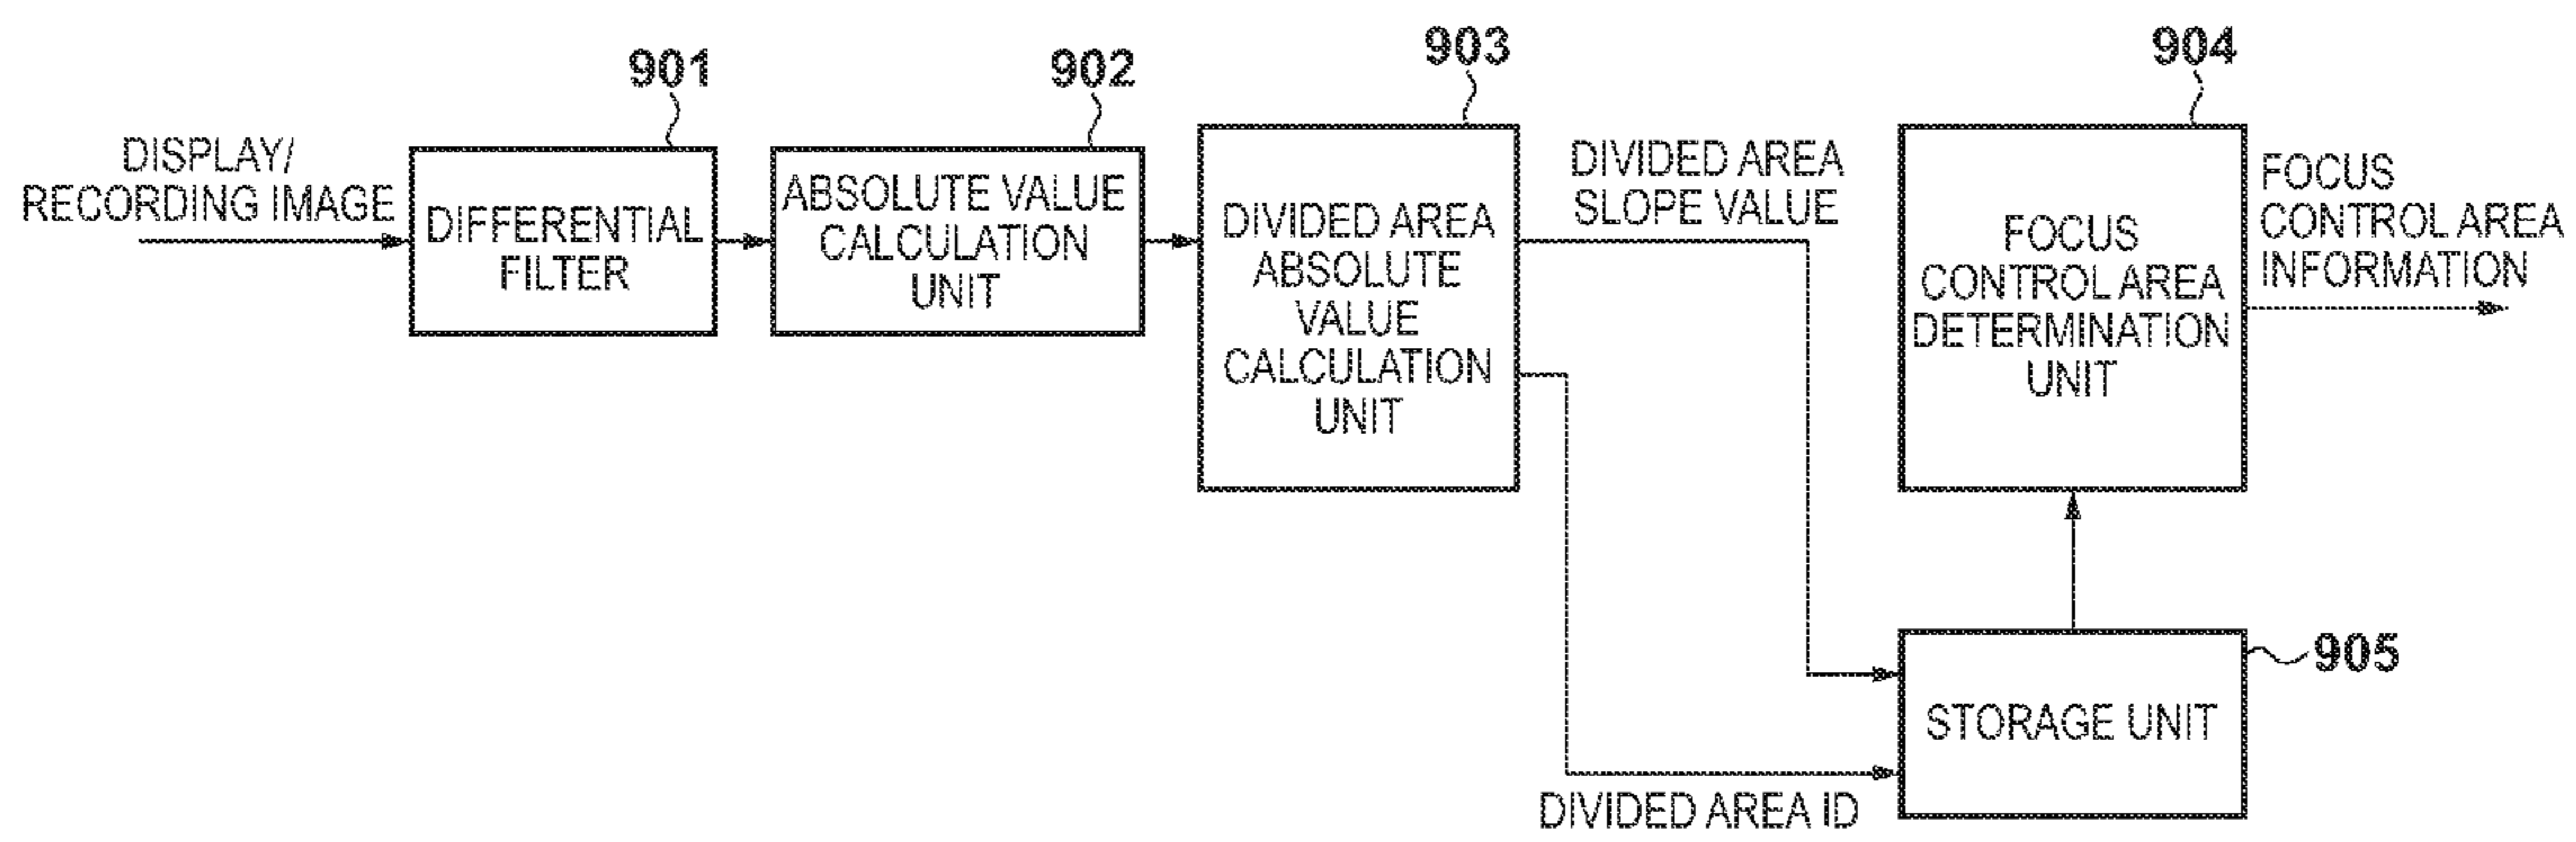 901
902
903
904
DISPLAY/
RECORDING IMAGE
DIFFERENTIAL
FILTER
ABSOLUTE VALUE
CALCULATION
UNIT
DIVIDED AREA
ABSOLUTE
VALUE
CALCULATION
UNIT
DIVIDED AREA
SLOPE VALUE
FOCUS
CONTROL AREA
DETERMINATION
UNIT
FOCUS
CONTROL AREA
INFORMATION
905
STORAGE UNIT
DIVIDED AREA ID